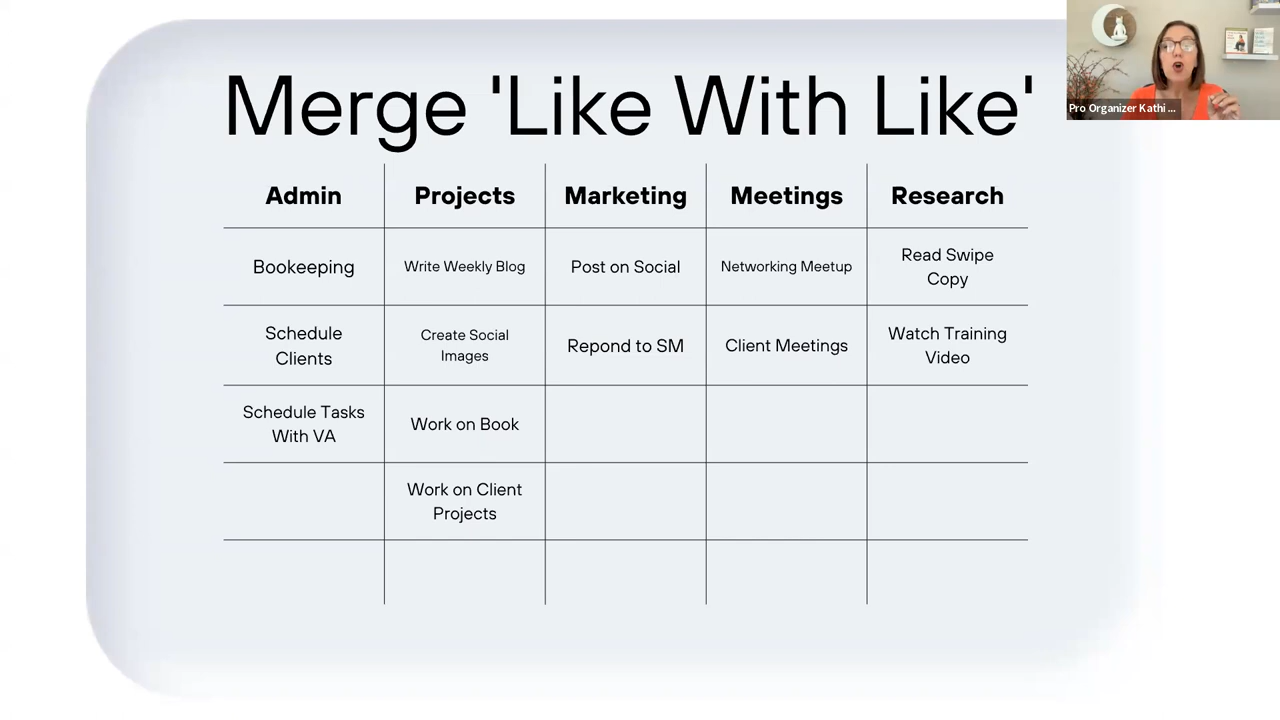 Merge 'Like With Like'
Admin Projects Marketing Meetings Research
Bookeeping
Write Weekly Blog
Post on Social
Networking Meetup
Read Swipe
Copy
Schedule
Clients
Create Social
Images
Repond to SM
Client Meetings
Watch Training
Video
Schedule Tasks
With VA
Work on Book
Work on Client
Projects
Pro Organizer Kathi ...